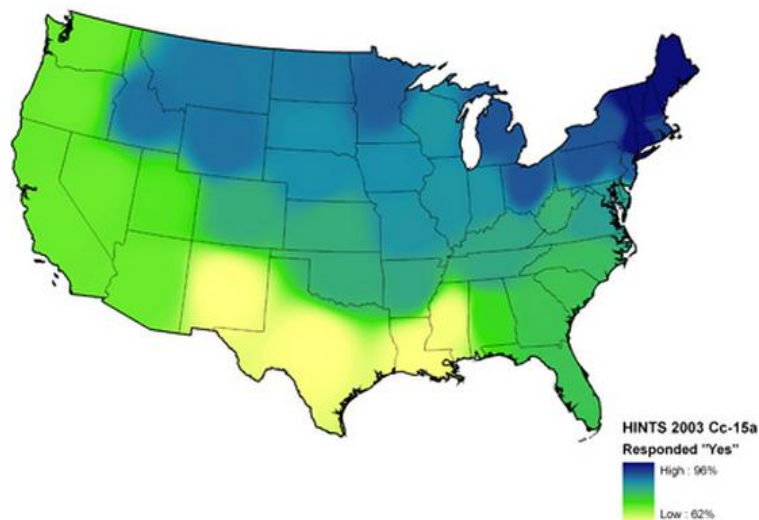 HINTS 2003 Cc-15a
Responded "Yes"
High : 96%
Low : 62%